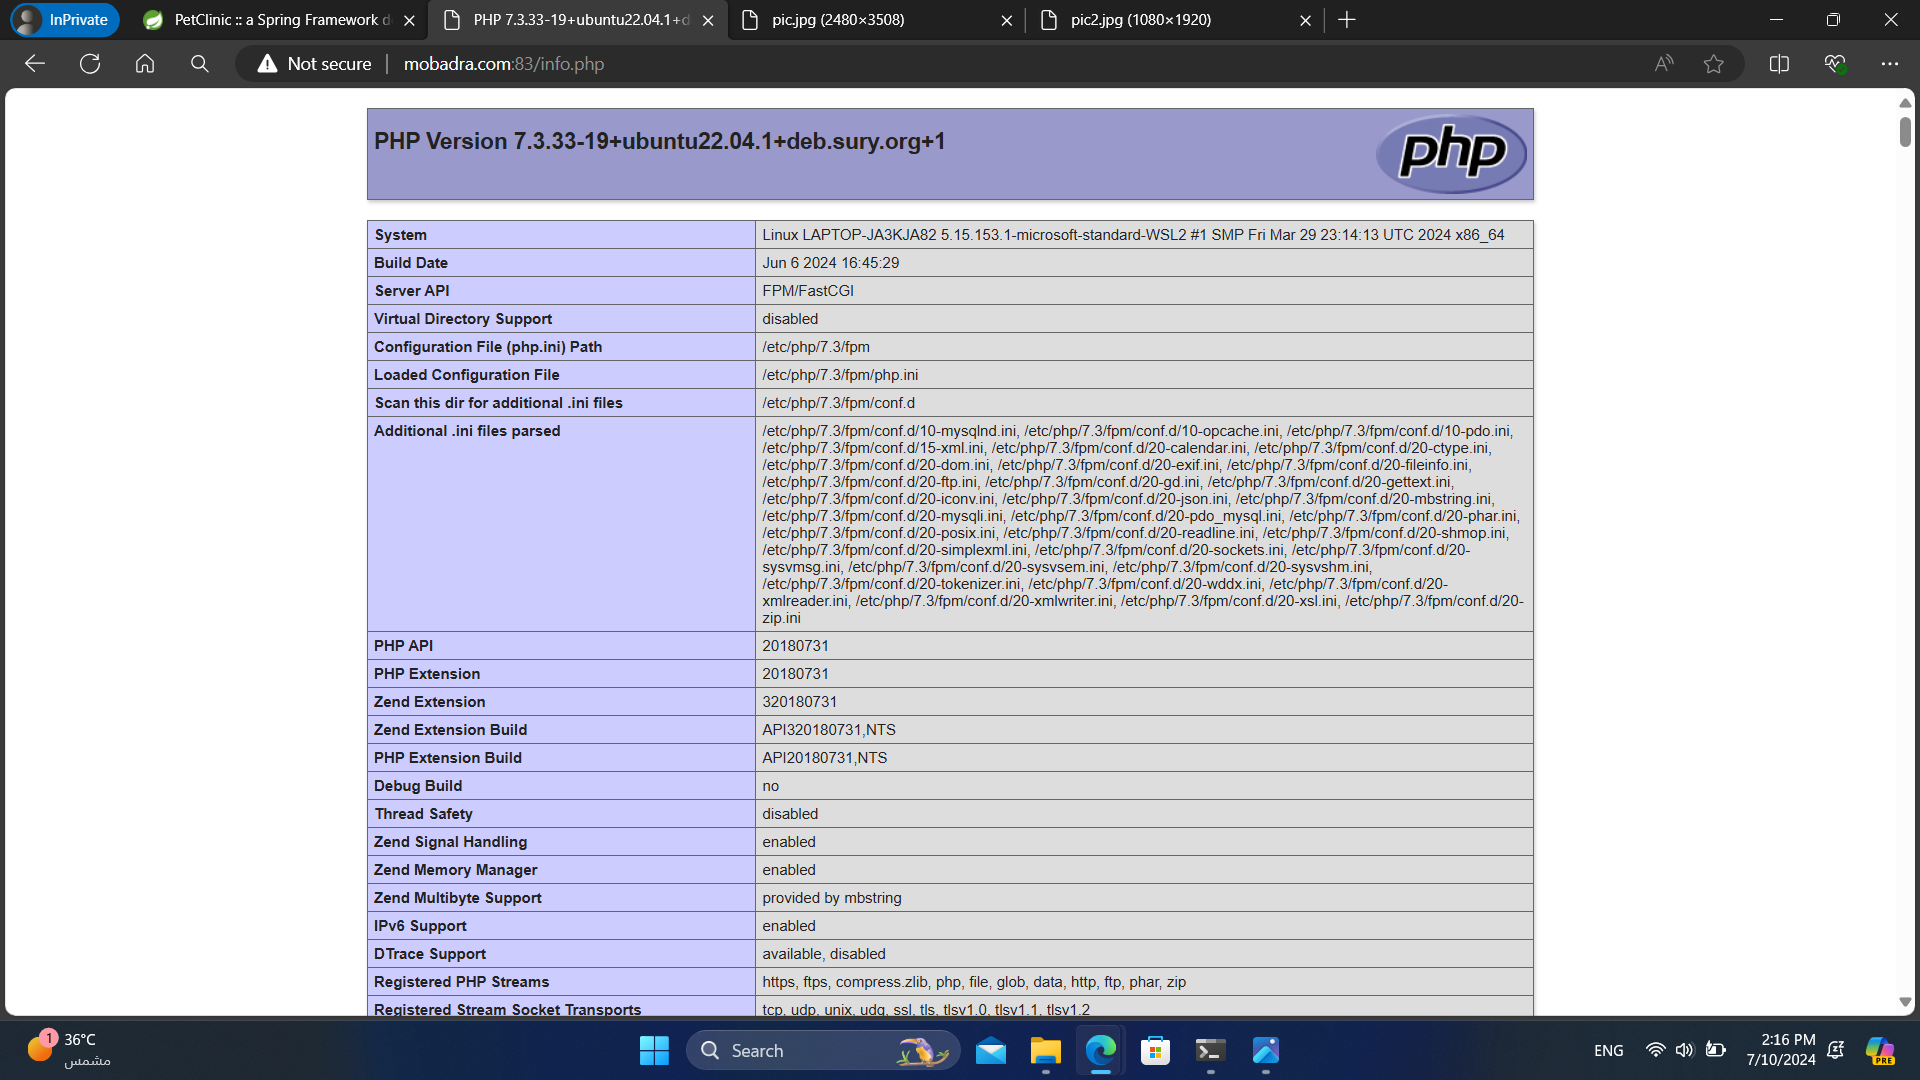 InPrivate
PetClinic :: a Spring Framework d
PHP 7.3.33-19+ubuntu22.04.1+d
pic.jpg (2480×3508)
pic2.jpg (1080×1920)
Not secure
mobadra.com:83/info.php
PHP Version 7.3.33-19+ubuntu22.04.1+deb.sury.org+1
php
System Linux LAPTOP-JA3KJA82 5.15.153.1-microsoft-standard-WSL2 #1 SMP Fri Mar 29 23:14:13 UTC 2024 x86_64
Build Date Jun 6 2024 16:45:29
Server API FPM/FastCGI
Virtual Directory Support disabled
Configuration File (php.ini) Path /etc/php/7.3/fpm
Loaded Configuration File /etc/php/7.3/fpm/php.ini
Scan this dir for additional .ini files /etc/php/7.3/fpm/conf.d
Additional .ini files parsed /etc/php/7.3/fpm/conf.d/10-mysqlnd.ini, /etc/php/7.3/fpm/conf.d/10-opcache.ini, /etc/php/7.3/fpm/conf.d/10-pdo.ini,
/etc/php/7.3/fpm/conf.d/15-xml.ini, /etc/php/7.3/fpm/conf.d/20-calendar.ini, /etc/php/7.3/fpm/conf.d/20-ctype.ini,
/etc/php/7.3/fpm/conf.d/20-dom.ini, /etc/php/7.3/fpm/conf.d/20-exif.ini, /etc/php/7.3/fpm/conf.d/20-fileinfo.ini,
/etc/php/7.3/fpm/conf.d/20-ftp.ini, /etc/php/7.3/fpm/conf.d/20-gd.ini, /etc/php/7.3/fpm/conf.d/20-gettext.ini,
/etc/php/7.3/fpm/conf.d/20-iconv.ini, /etc/php/7.3/fpm/conf.d/20-json.ini, /etc/php/7.3/fpm/conf.d/20-mbstring.ini,
/etc/php/7.3/fpm/conf.d/20-mysqli.ini, /etc/php/7.3/fpm/conf.d/20-pdo_mysql.ini, /etc/php/7.3/fpm/conf.d/20-phar.ini,
/etc/php/7.3/fpm/conf.d/20-posix.ini, /etc/php/7.3/fpm/conf.d/20-readline.ini, /etc/php/7.3/fpm/conf.d/20-shmop.ini,
/etc/php/7.3/fpm/conf.d/20-simplexml.ini, /etc/php/7.3/fpm/conf.d/20-sockets.ini, /etc/php/7.3/fpm/conf.d/20-
sysvmsg.ini, /etc/php/7.3/fpm/conf.d/20-sysvsem.ini, /etc/php/7.3/fpm/conf.d/20-sysvshm.ini,
/etc/php/7.3/fpm/conf.d/20-tokenizer.ini, /etc/php/7.3/fpm/conf.d/20-wddx.ini, /etc/php/7.3/fpm/conf.d/20-
xmlreader.ini, /etc/php/7.3/fpm/conf.d/20-xmlwriter.ini, /etc/php/7.3/fpm/conf.d/20-xsl.ini, /etc/php/7.3/fpm/conf.d/20-
zip.ini
PHP API 20180731
PHP Extension 20180731
Zend Extension 320180731
Zend Extension Build API320180731,NTS
PHP Extension Build API20180731,NTS
Debug Build no
Thread Safety disabled
Zend Signal Handling enabled
Zend Memory Manager enabled
Zend Multibyte Support provided by mbstring
IPv6 Support enabled
DTrace Support available, disabled
Registered PHP Streams https, ftps, compress.zlib, php, file, glob, data, http, ftp, phar, zip
Registered Stream Socket Transports tcp, udp, unix, udg, ssl, tls, tlsv1.0, tlsv1.1, tlsv1.2
1
36°C
مشمس
Search
ENG
2:16 PM
7/10/2024
PRE